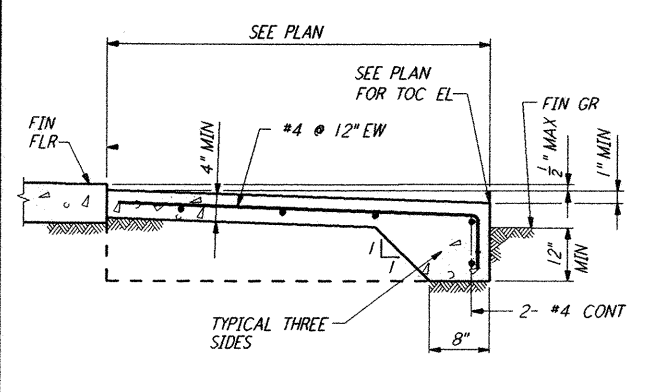 SEE PLAN
SEE PLAN
FOR TOC EL
FIN GR
FIN
FLR
#4 @ 12" EW
4" MIN
1/2" MAX
1" MIN
12"
MIN
1
1
TYPICAL THREE
SIDES
2- #4 CONT
8"